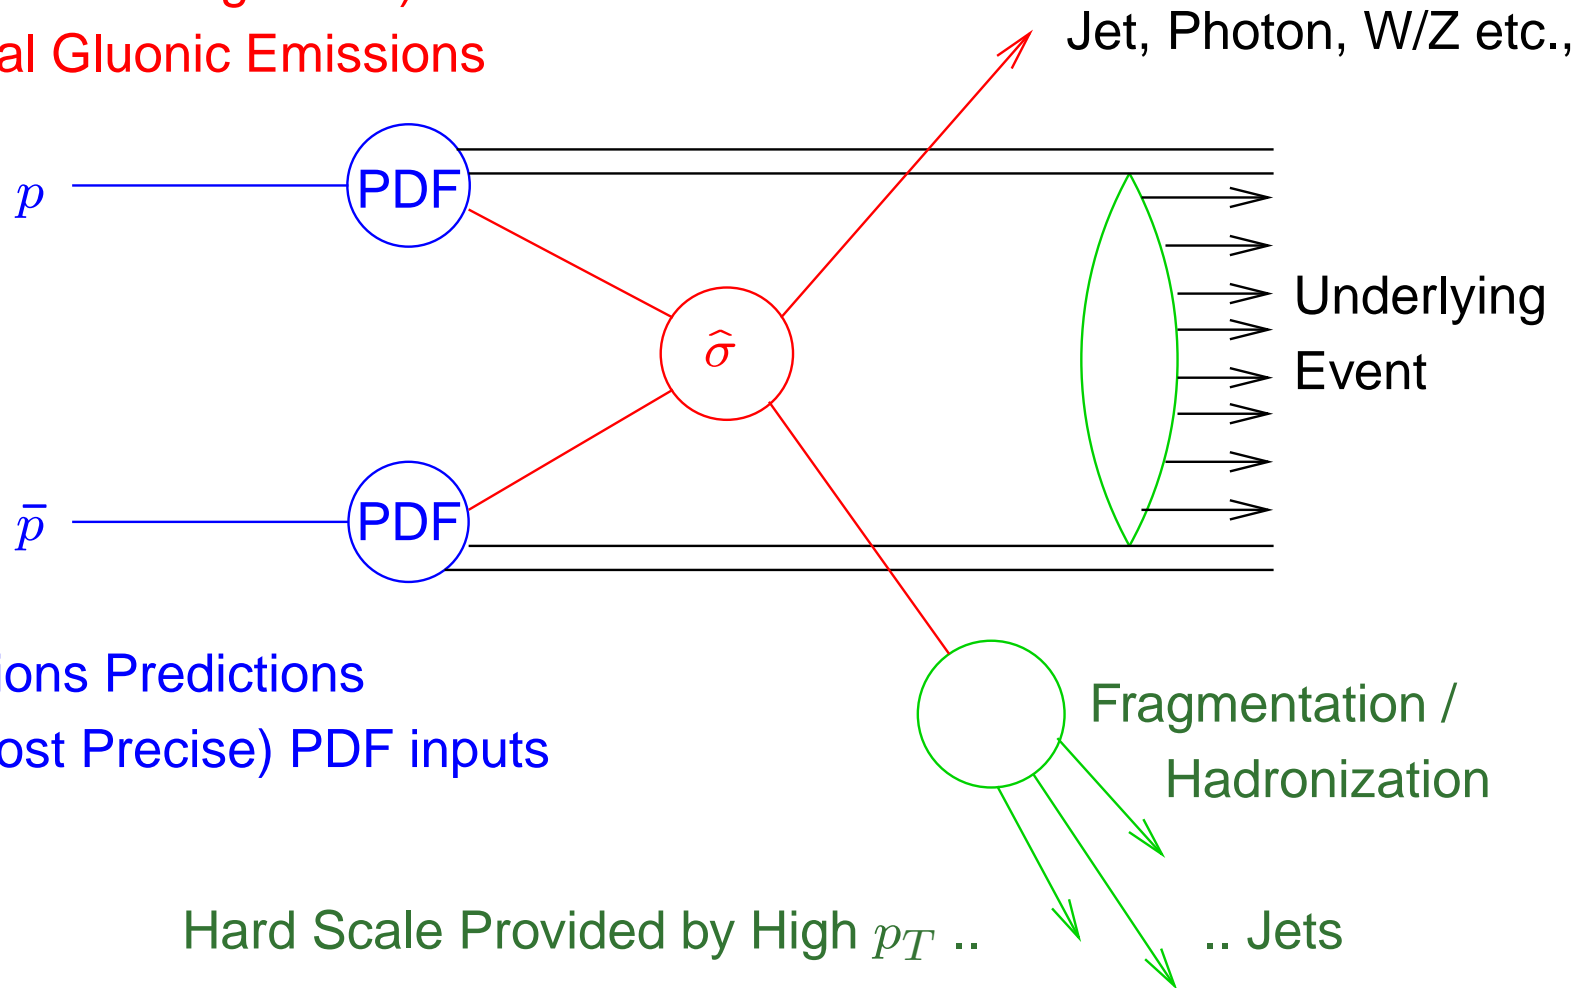 al Gluonic Emissions
Jet, Photon, W/Z etc.,
p
PDF
σ̂
Underlying
Event
p̄
PDF
ions Predictions
ost Precise) PDF inputs
Fragmentation /
Hadronization
Hard Scale Provided by High p_T .. .. Jets